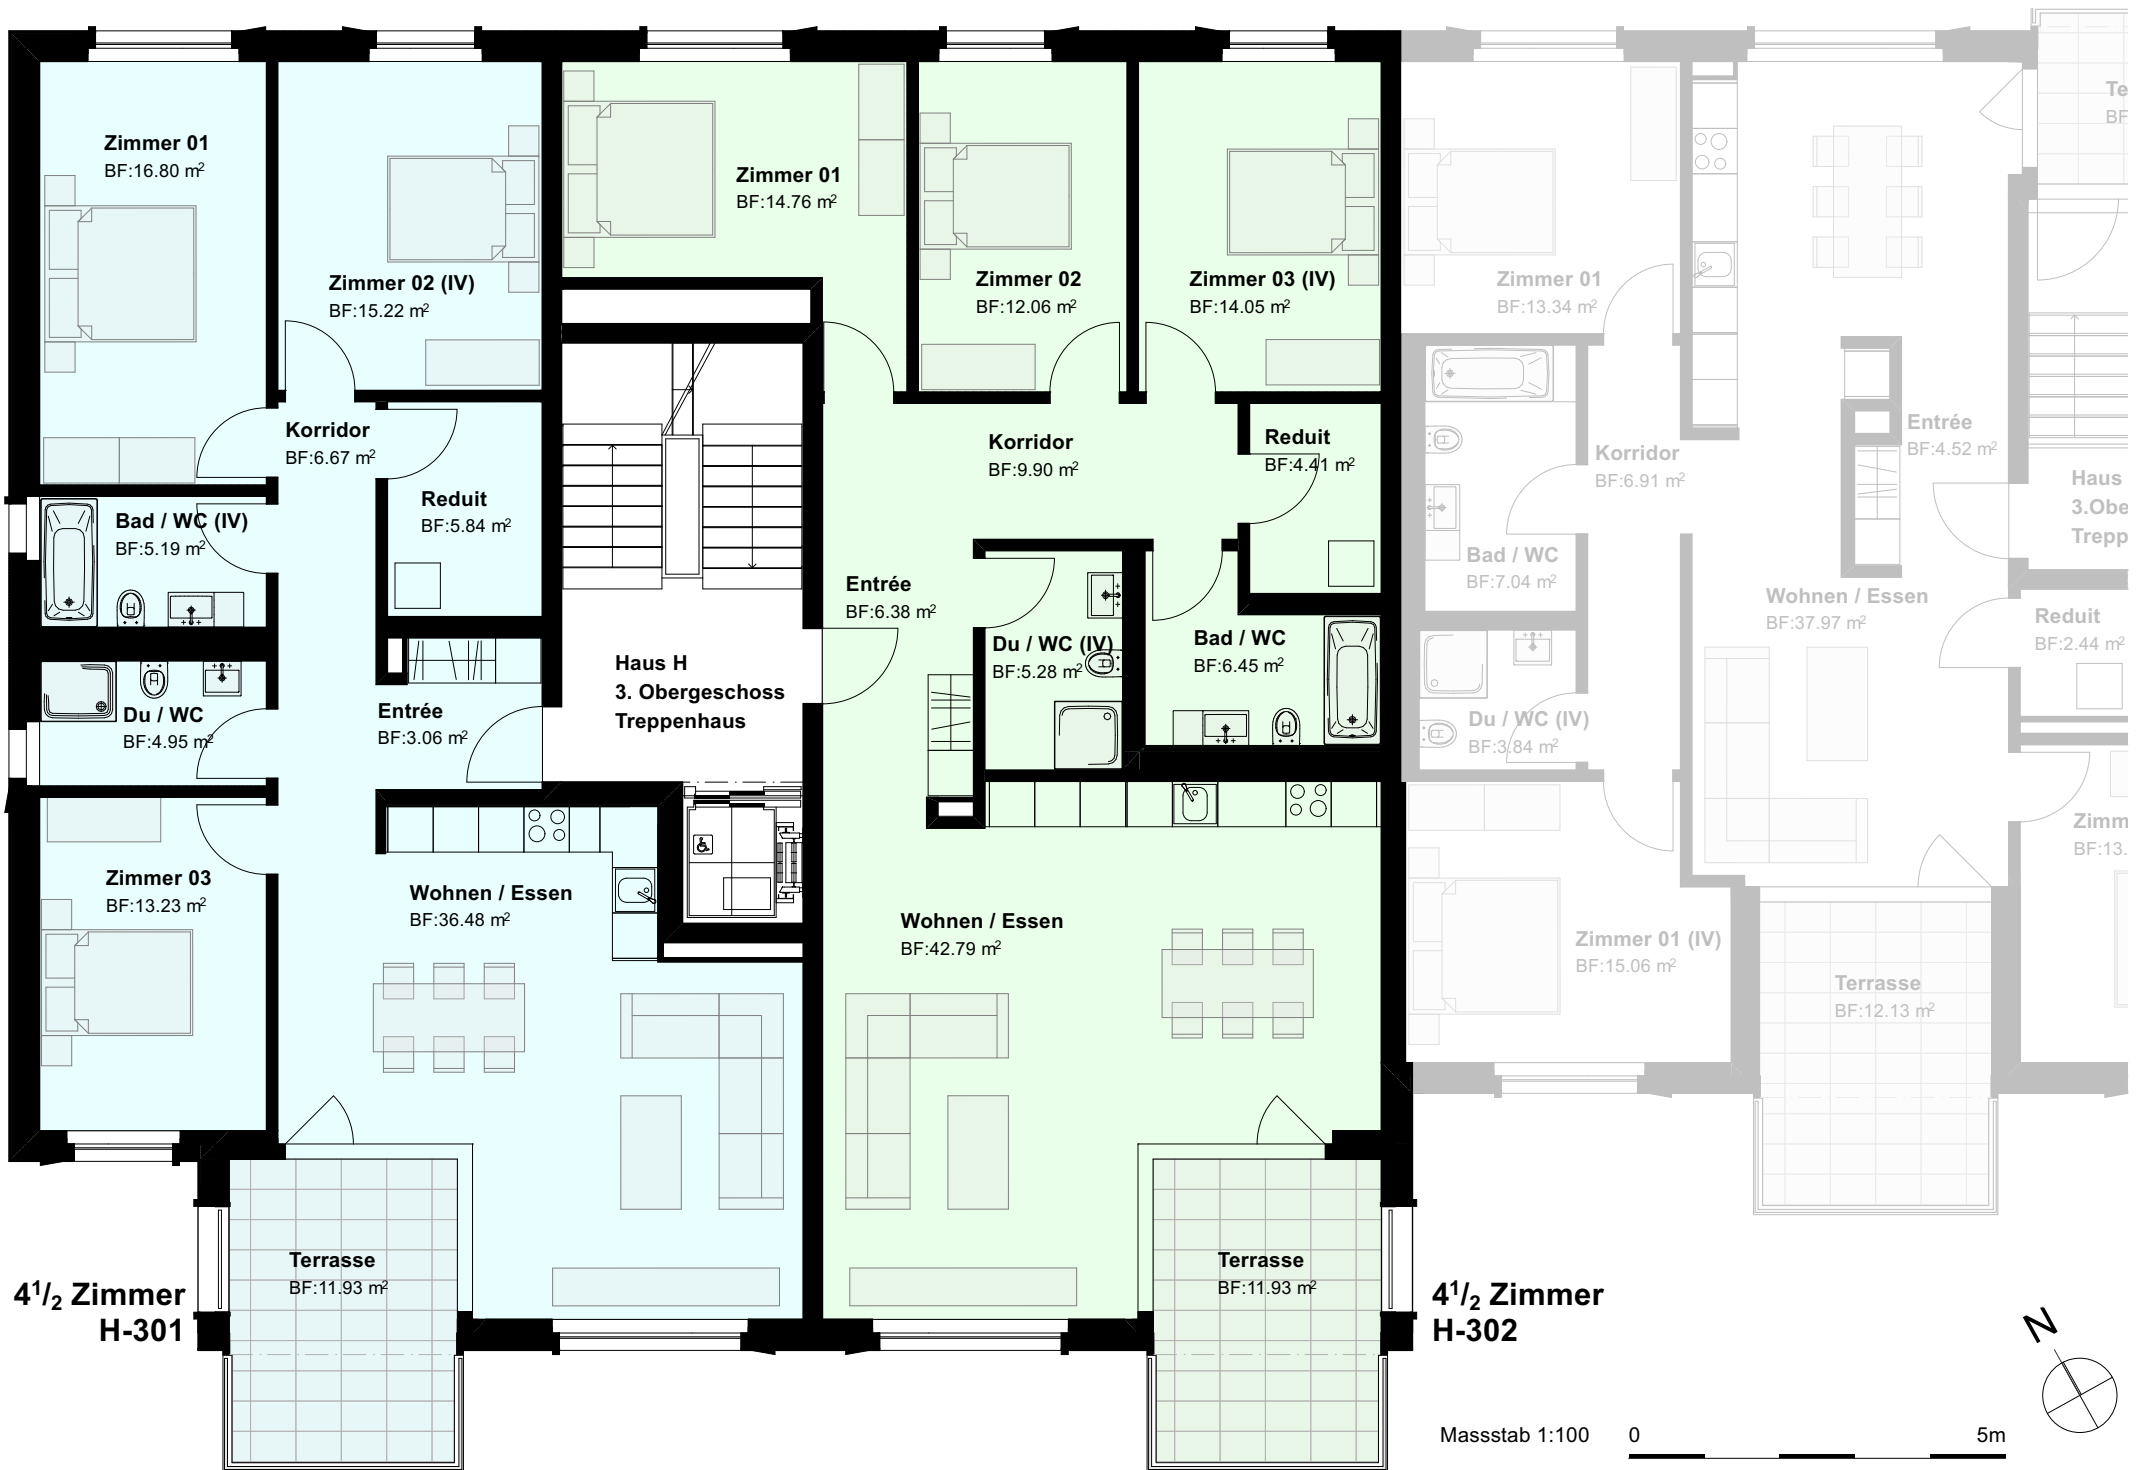 Zimmer 01
BF:16.80 m²
Zimmer 02 (IV)
BF:15.22 m²
Korridor
BF:6.67 m²
Reduit
BF:5.84 m²
Bad / WC (IV)
BF:5.19 m²
Du / WC
BF:4.95 m²
Entrée
BF:3.06 m²
Zimmer 03
BF:13.23 m²
Wohnen / Essen
BF:36.48 m²
Terrasse
BF:11.93 m²
4¹/₂ Zimmer
H-301
Haus H
3. Obergeschoss
Treppenhaus
Zimmer 01
BF:14.76 m²
Zimmer 02
BF:12.06 m²
Zimmer 03 (IV)
BF:14.05 m²
Korridor
BF:9.90 m²
Reduit
BF:4.41 m²
Entrée
BF:6.38 m²
Du / WC (IV)
BF:5.28 m²
Bad / WC
BF:6.45 m²
Wohnen / Essen
BF:42.79 m²
Terrasse
BF:11.93 m²
4¹/₂ Zimmer
H-302
Zimmer 01
BF:13.34 m²
Korridor
BF:6.91 m²
Bad / WC
BF:7.04 m²
Du / WC (IV)
BF:3.84 m²
Entrée
BF:4.52 m²
Wohnen / Essen
BF:37.97 m²
Zimmer 01 (IV)
BF:15.06 m²
Terrasse
BF:12.13 m²
Te
BF
Haus
3.Obe
Trepp
Reduit
BF:2.44 m²
Zimm
BF:13.
N
Massstab 1:100
0 5m